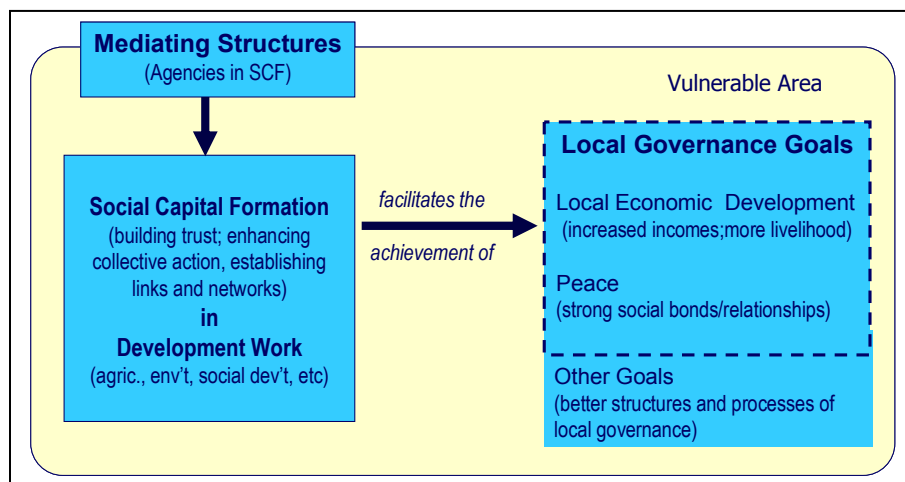 Mediating Structures
(Agencies in SCF)
Vulnerable Area
Social Capital Formation
(building trust; enhancing
collective action, establishing
links and networks)
in
Development Work
(agric., env't, social dev't, etc)
facilitates the
achievement of
Local Governance Goals
Local Economic Development
(increased incomes;more livelihood)
Peace
(strong social bonds/relationships)
Other Goals
(better structures and processes of
local governance)